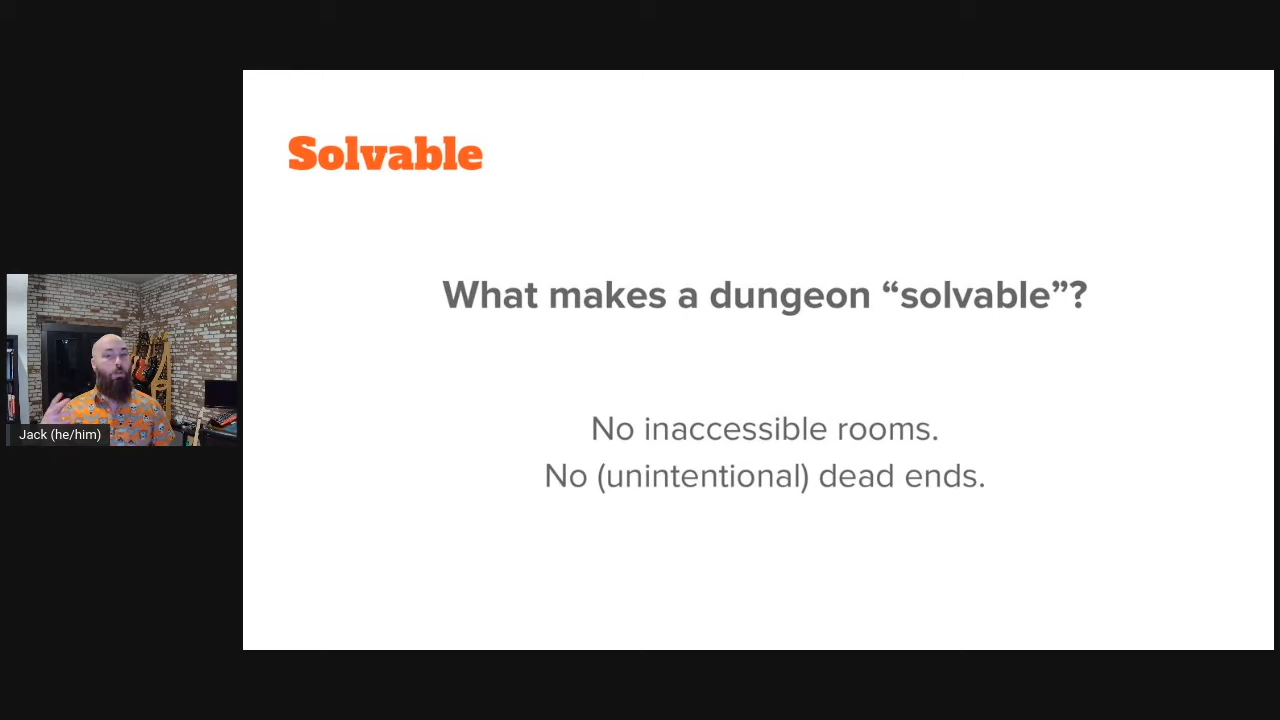 Solvable
What makes a dungeon “solvable”?
No inaccessible rooms.
No (unintentional) dead ends.
Jack (he/him)